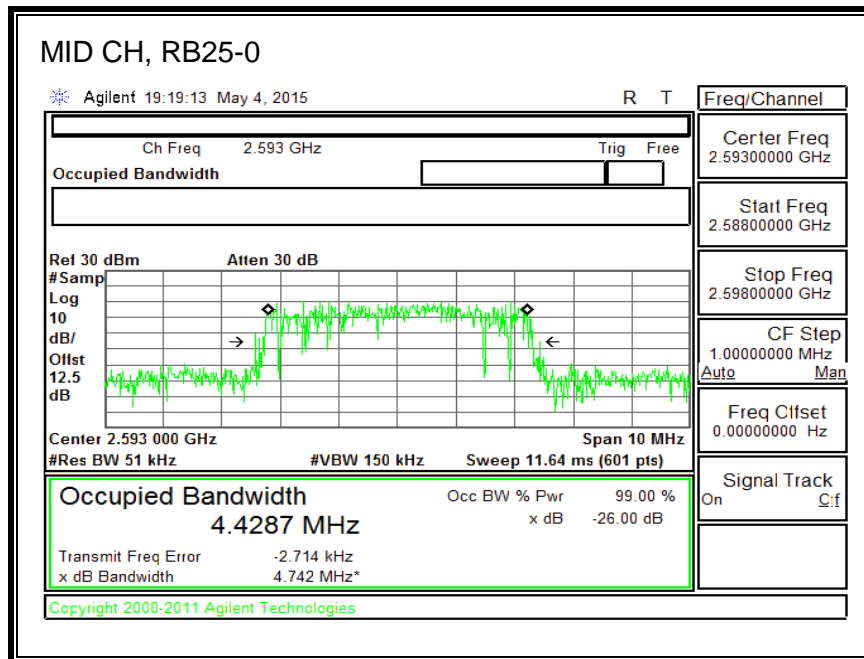 MID CH, RB25-0
Agilent 19:19:13 May 4, 2015 R T
Freq/Channel
Ch Freq 2.593 GHz Trig Free
Occupied Bandwidth
Center Freq
2.59300000 GHz
Start Freq
2.58800000 GHz
Stop Freq
2.59800000 GHz
CF Step
1.00000000 MHz
Auto Man
Freq Offset
0.00000000 Hz
Signal Track
On Off
Ref 30 dBm Atten 30 dB
#Samp
Log
10
dB/
Offst
12.5
dB
Center 2.593 000 GHz Span 10 MHz
#Res BW 51 kHz #VBW 150 kHz Sweep 11.64 ms (601 pts)
Occupied Bandwidth
4.4287 MHz
Occ BW % Pwr 99.00 %
x dB -26.00 dB
Transmit Freq Error -2.714 kHz
x dB Bandwidth 4.742 MHz*
Copyright 2000-2011 Agilent Technologies